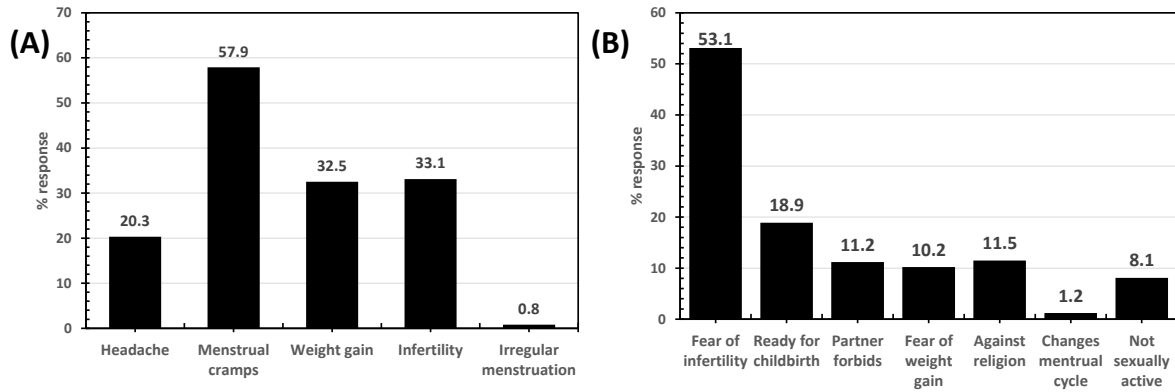 (A)
% response
70
60
50
40
30
20
10
0
20.3
57.9
32.5
33.1
0.8
Headache
Menstrual
cramps
Weight gain
Infertility
Irregular
menstruation
(B)
% response
60
50
40
30
20
10
0
53.1
18.9
11.2
10.2
11.5
1.2
8.1
Fear of
infertility
Ready for
childbirth
Partner
forbids
Fear of
weight
gain
Against
religion
Changes
mentrual
cycle
Not
sexually
active